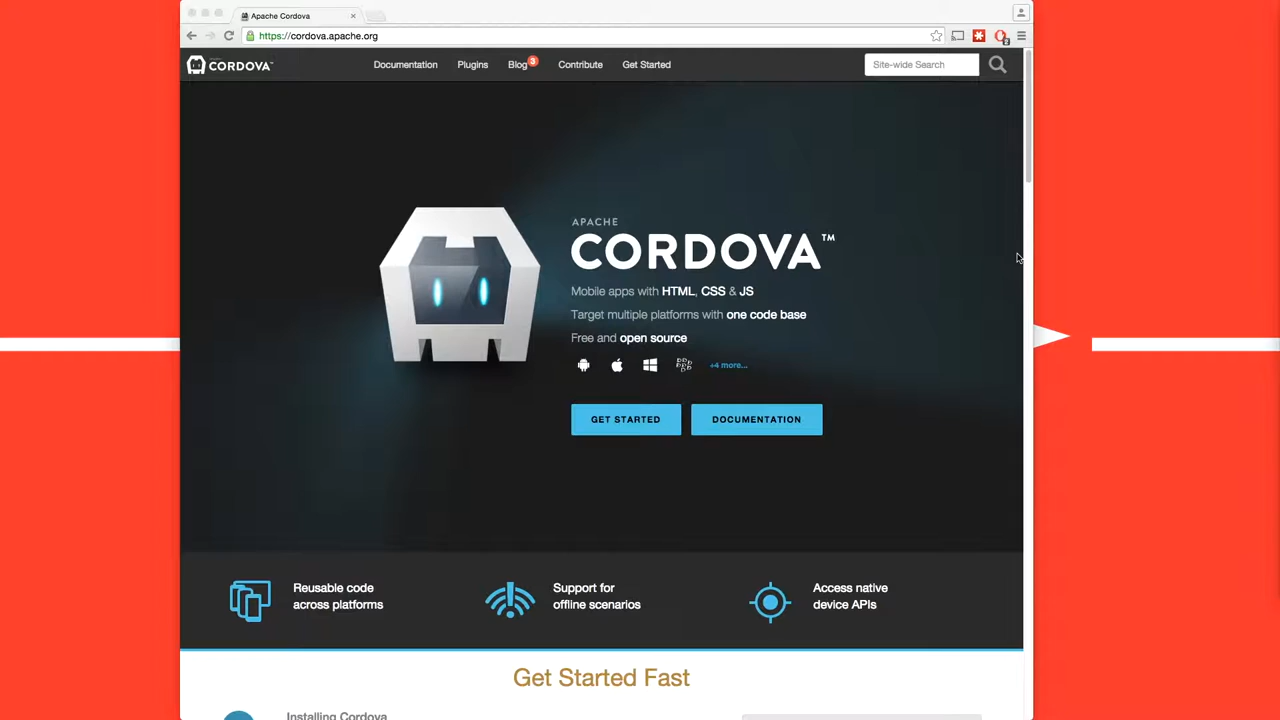 Apache Cordova
https://cordova.apache.org
CORDOVA™
Documentation
Plugins
Blog 3
Contribute
Get Started
Site-wide Search
APACHE
CORDOVA™
Mobile apps with HTML, CSS & JS
Target multiple platforms with one code base
Free and open source
+4 more...
GET STARTED
DOCUMENTATION
Reusable code
across platforms
Support for
offline scenarios
Access native
device APIs
Get Started Fast
Installing Cordova